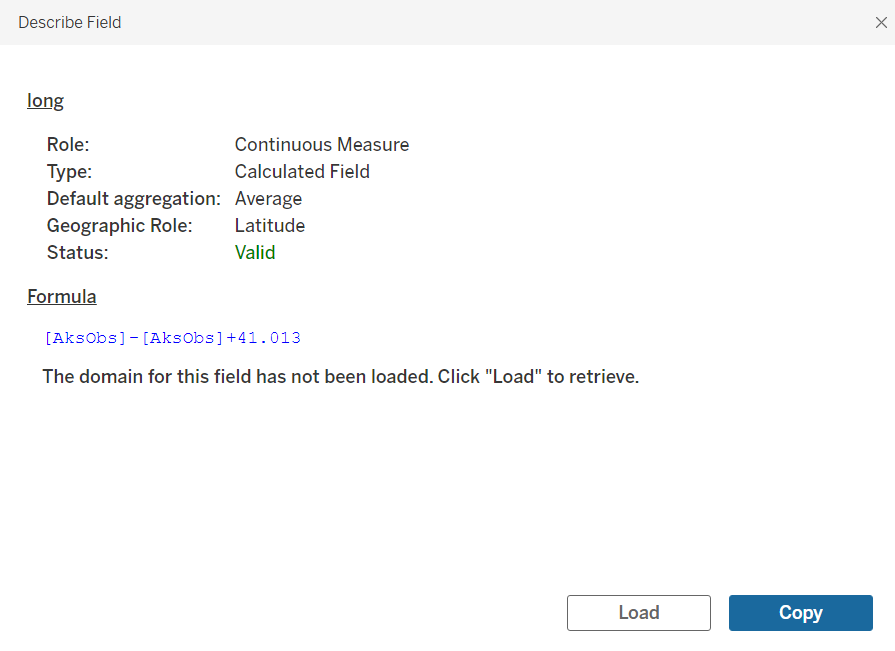 Describe Field
long
Role: Continuous Measure
Type: Calculated Field
Default aggregation: Average
Geographic Role: Latitude
Status: Valid
Formula
[AksObs]-[AksObs]+41.013
The domain for this field has not been loaded. Click "Load" to retrieve.
Load Copy